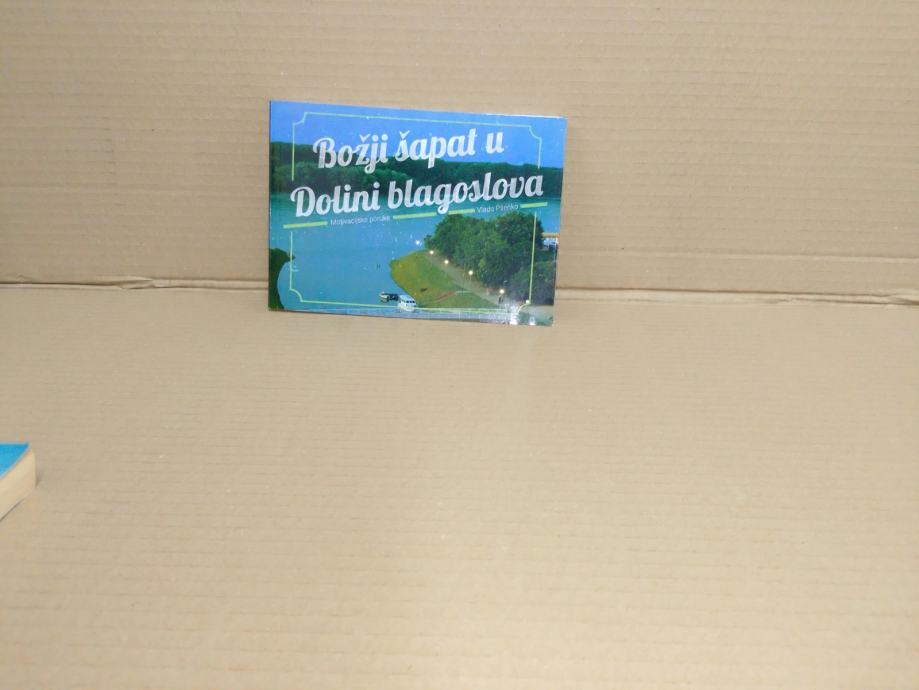 Božji šapat u
Dolini blagoslova
Motivacijske poruke
Vlado Pšenko